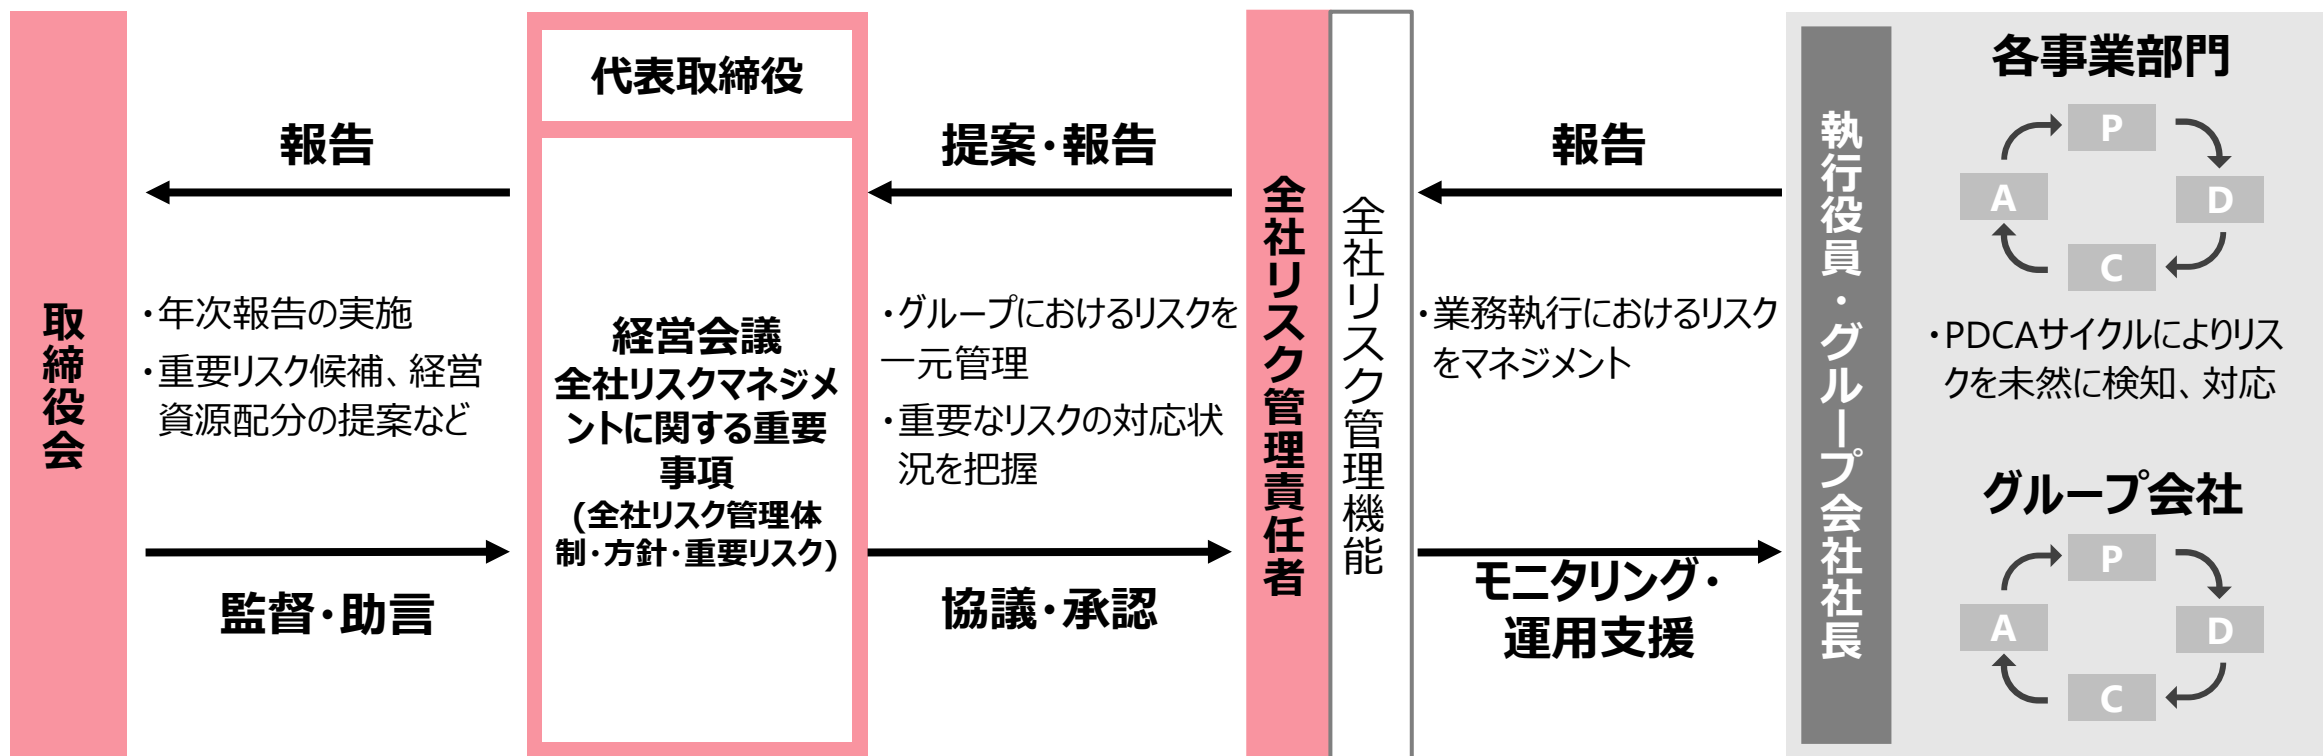 取締役会
報告
・年次報告の実施
・重要リスク候補、経営
資源配分の提案など
監督・助言
代表取締役
経営会議
全社リスクマネジメ
ントに関する重要
事項
(全社リスク管理体
制・方針・重要リスク)
提案・報告
・グループにおけるリスクを
一元管理
・重要なリスクの対応状
況を把握
協議・承認
全社リスク管理責任者
全社リスク管理機能
報告
・業務執行におけるリスク
をマネジメント
モニタリング・
運用支援
執行役員・グループ会社社長
各事業部門
P
A
D
C
・PDCAサイクルによりリス
クを未然に検知、対応
グループ会社
P
A
D
C